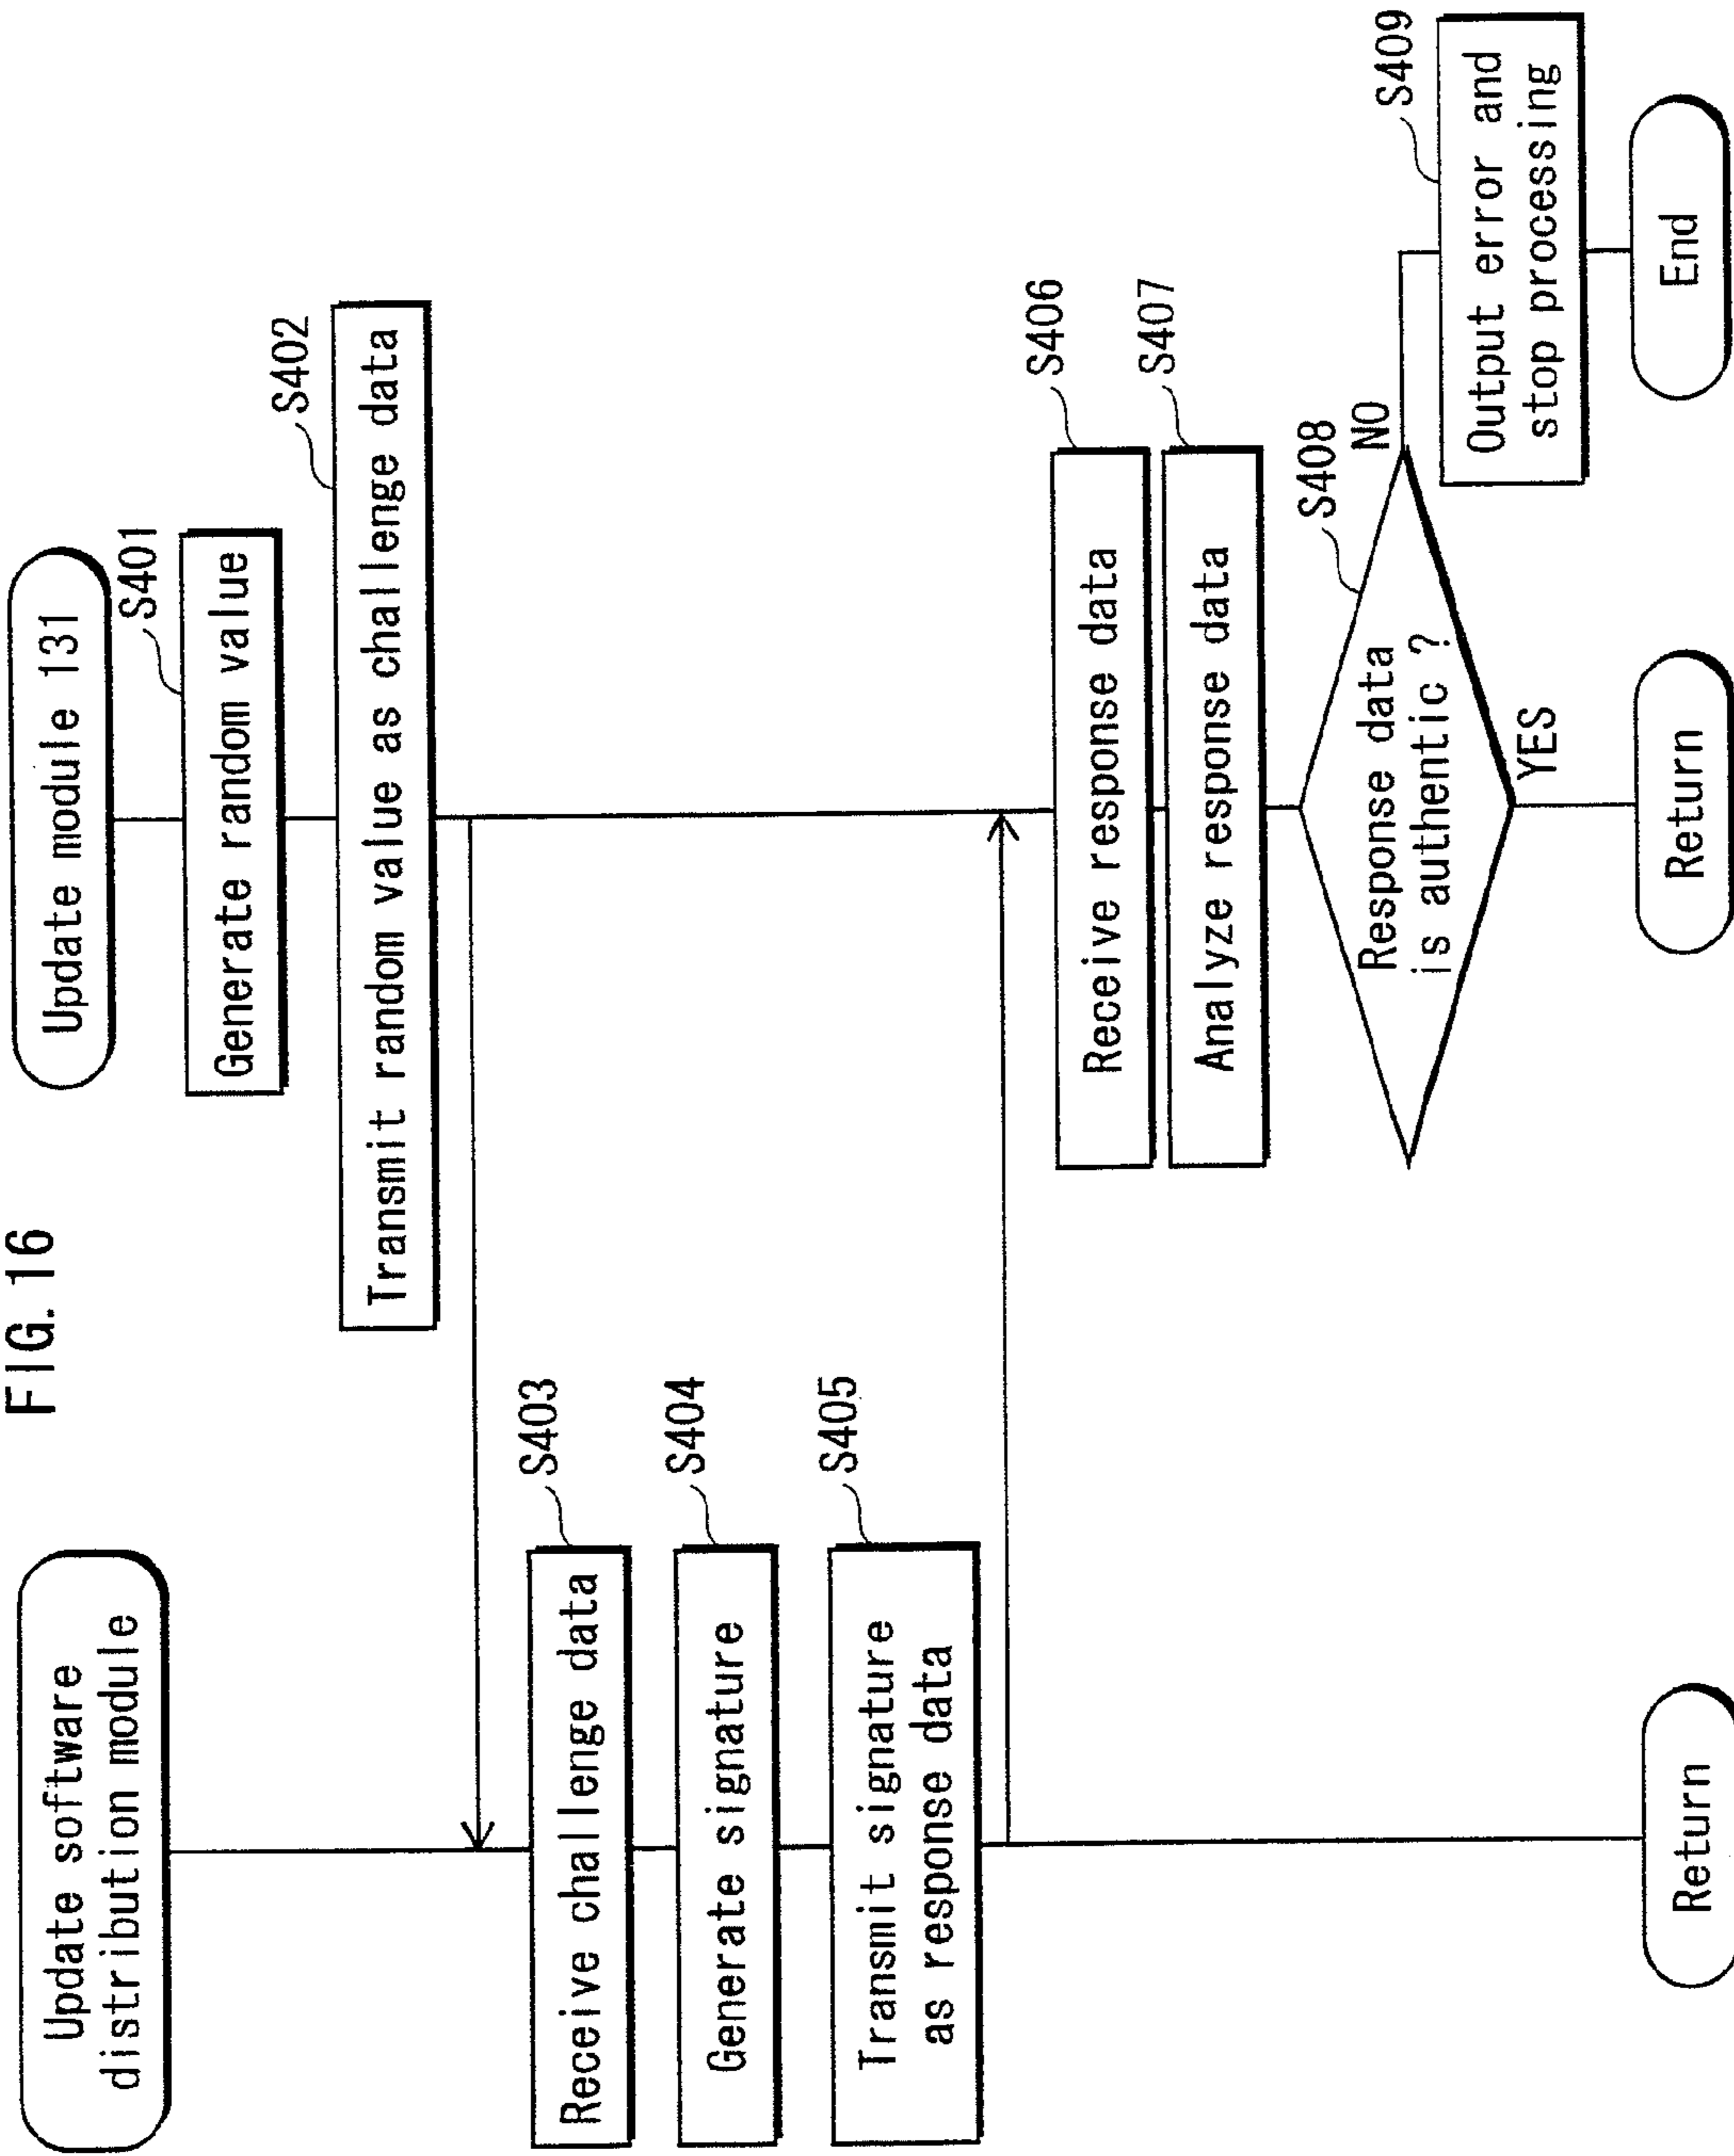 FIG. 16
Update software
distribution module
Update module 131
S401
Generate random value
S402
Transmit random value as challenge data
S403
Receive challenge data
S404
Generate signature
S405
Transmit signature
as response data
S406
Receive response data
S407
Analyze response data
S408
Response data
is authentic ?
NO
YES
S409
Output error and
stop processing
Return
Return
End